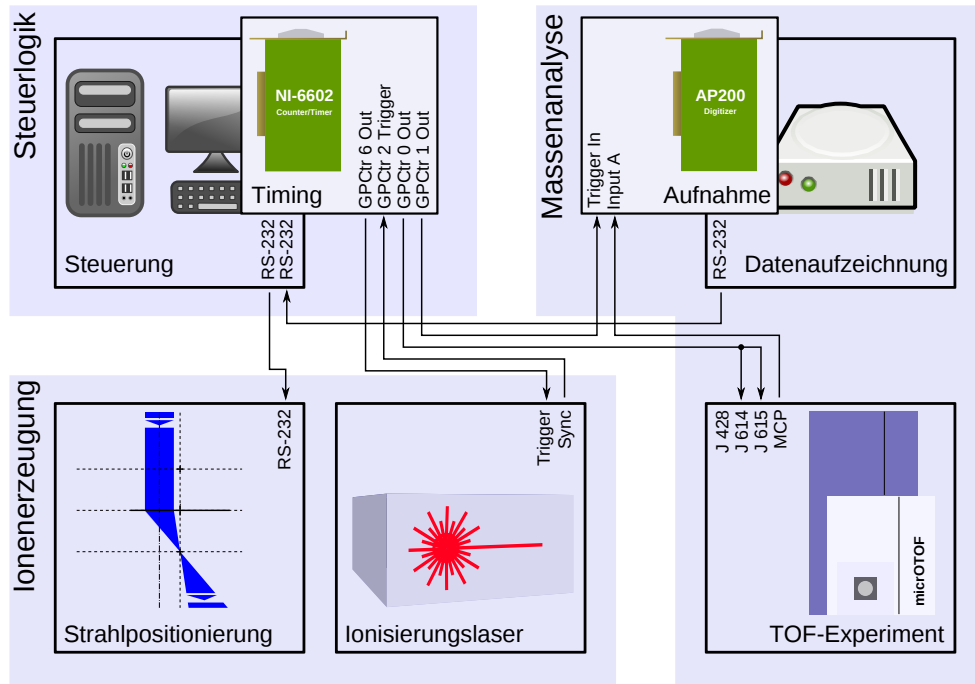 Steuerlogik
NI-6602
Counter/Timer
Timing
GPCtr 6 Out
GPCtr 2 Trigger
GPCtr 0 Out
GPCtr 1 Out
Steuerung
RS-232
RS-232
Massenanalyse
AP200
Digitizer
Trigger In
Input A
Aufnahme
RS-232
Datenaufzeichnung
Ionenerzeugung
RS-232
Strahlpositionierung
Trigger
Sync
Ionisierungslaser
J 428
J 614
J 615
MCP
micrOTOF
TOF-Experiment